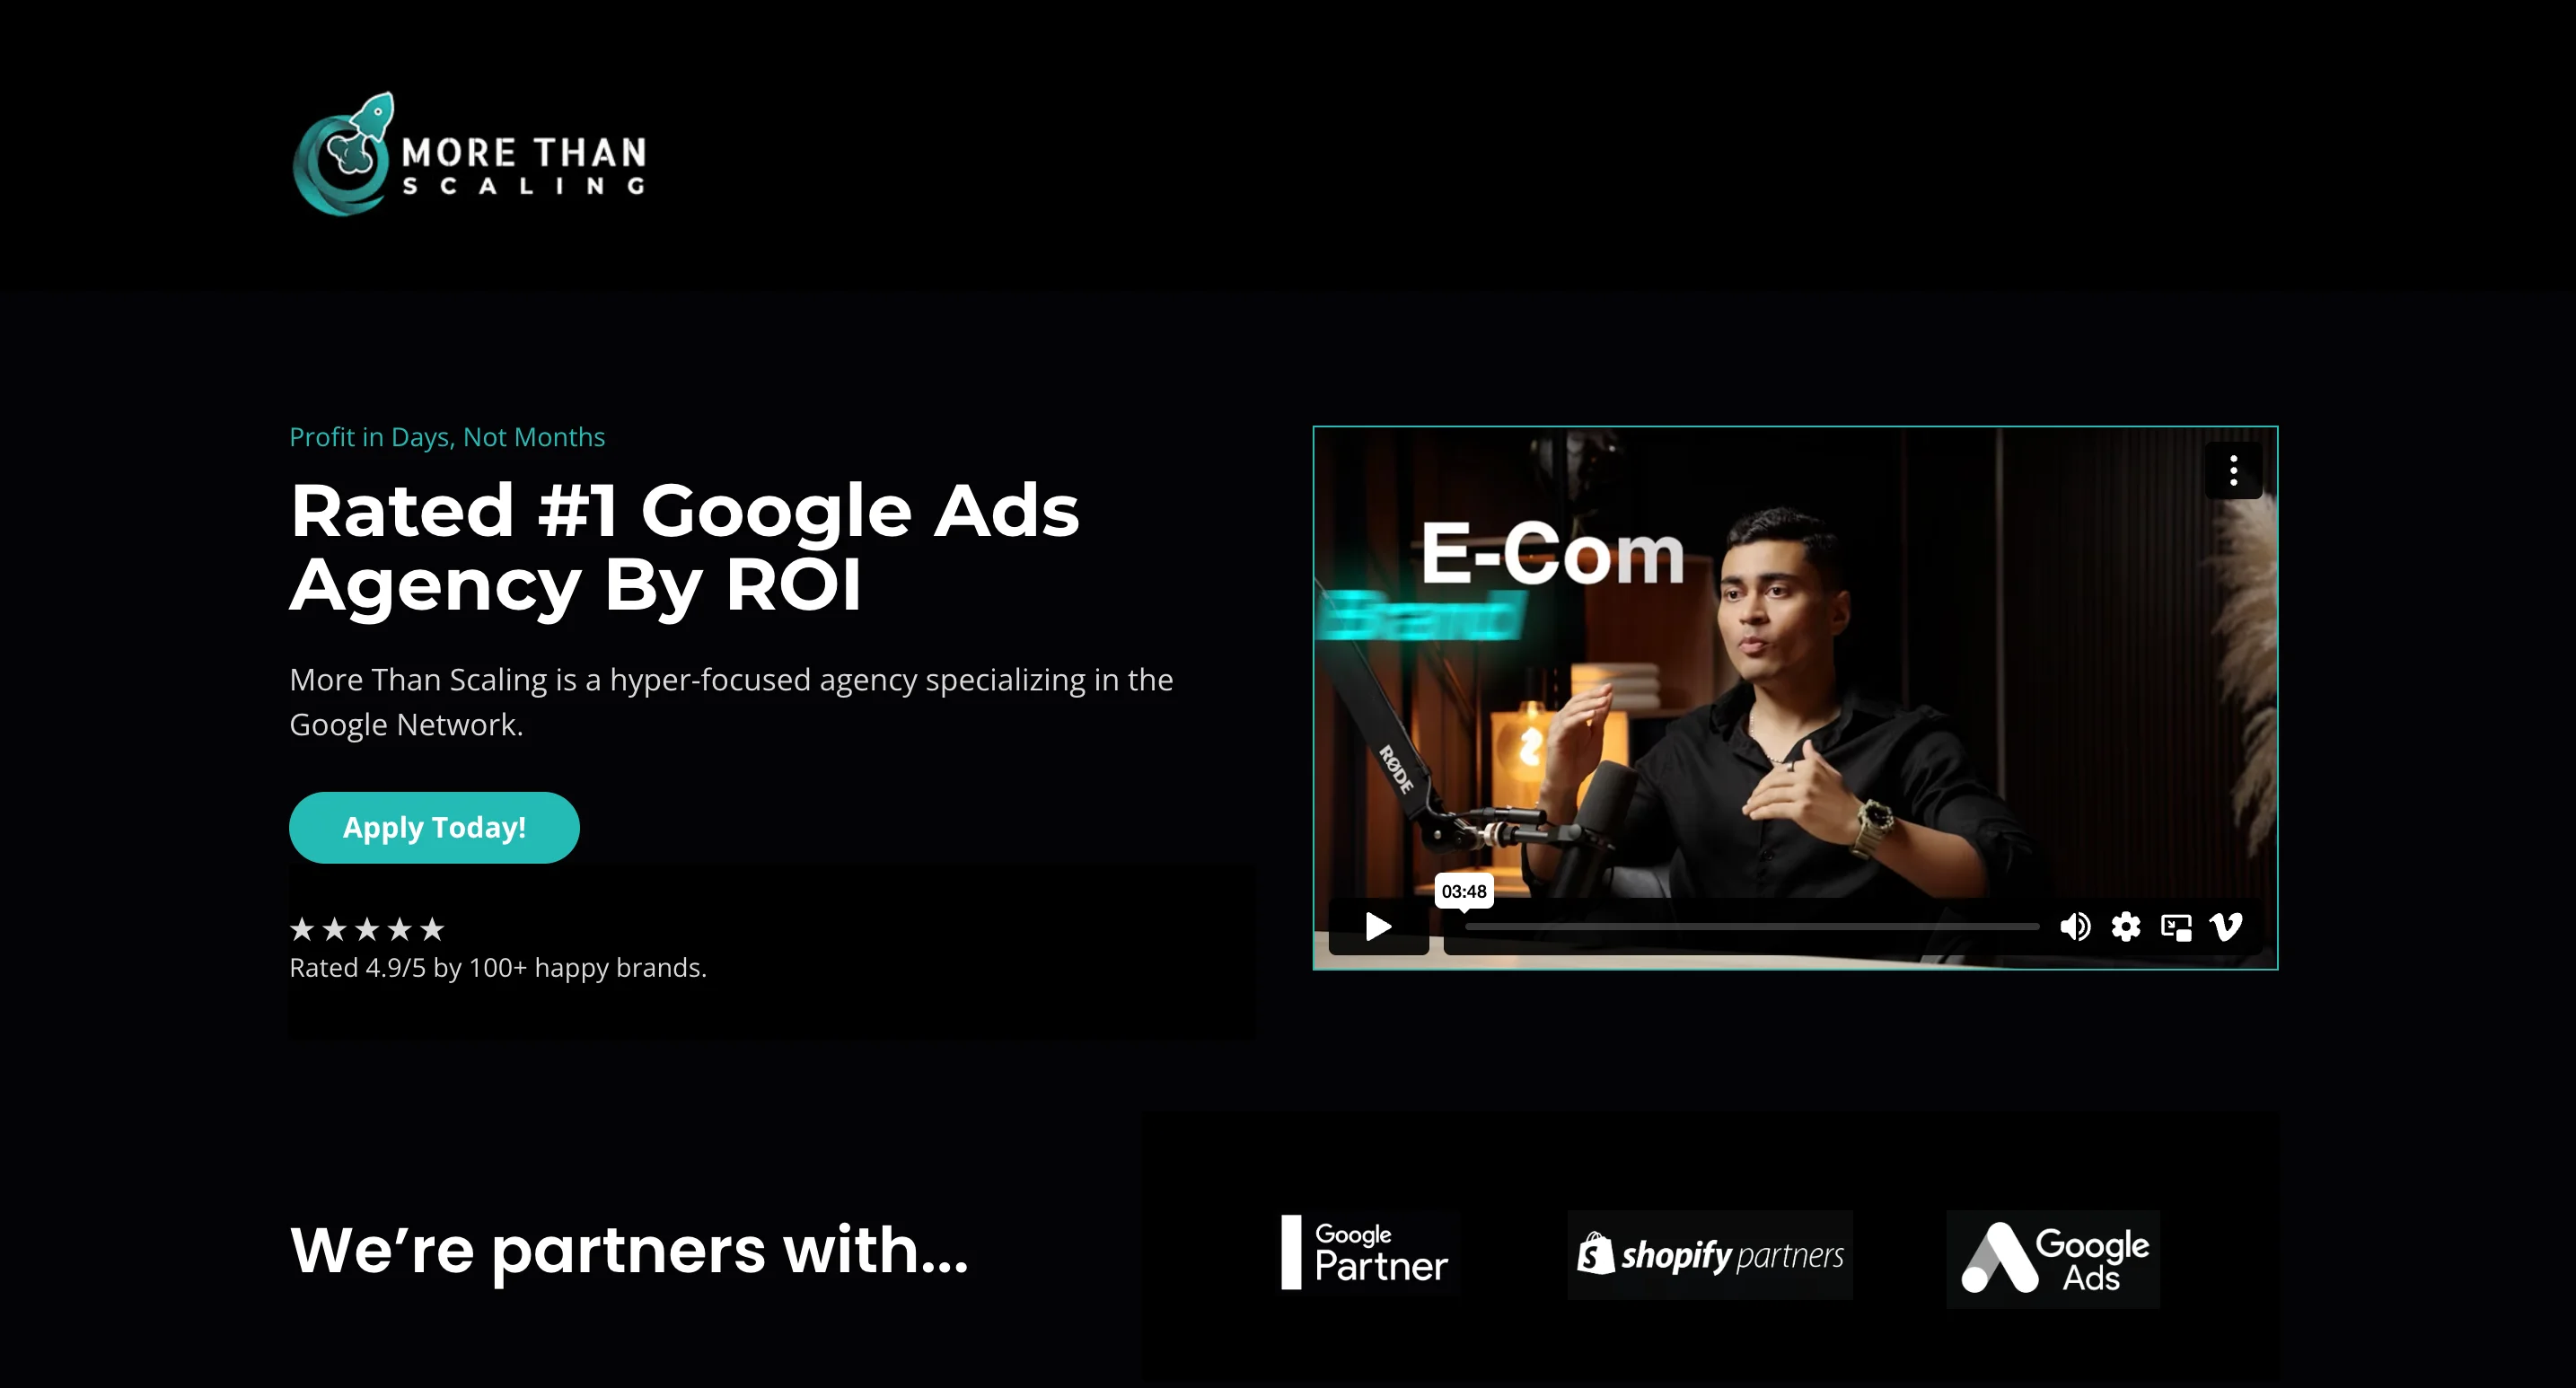 MORE THAN
SCALING
Profit in Days, Not Months
Rated #1 Google Ads
Agency By ROI
More Than Scaling is a hyper-focused agency specializing in the
Google Network.
Apply Today!
★★★★★
Rated 4.9/5 by 100+ happy brands.
E-Com
Brand
RØDE
03:48
We’re partners with...
Google
Partner
shopify partners
Google
Ads